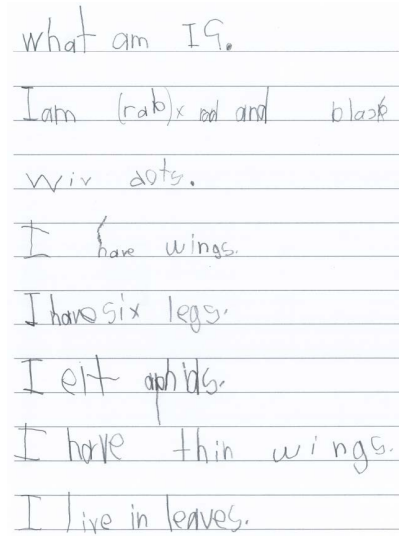 What am I?.
I am (rab)x red and black
wiv dots.
I have wings.
I have six legs.
I eit aphids.
I have thin wings.
I live in leaves.